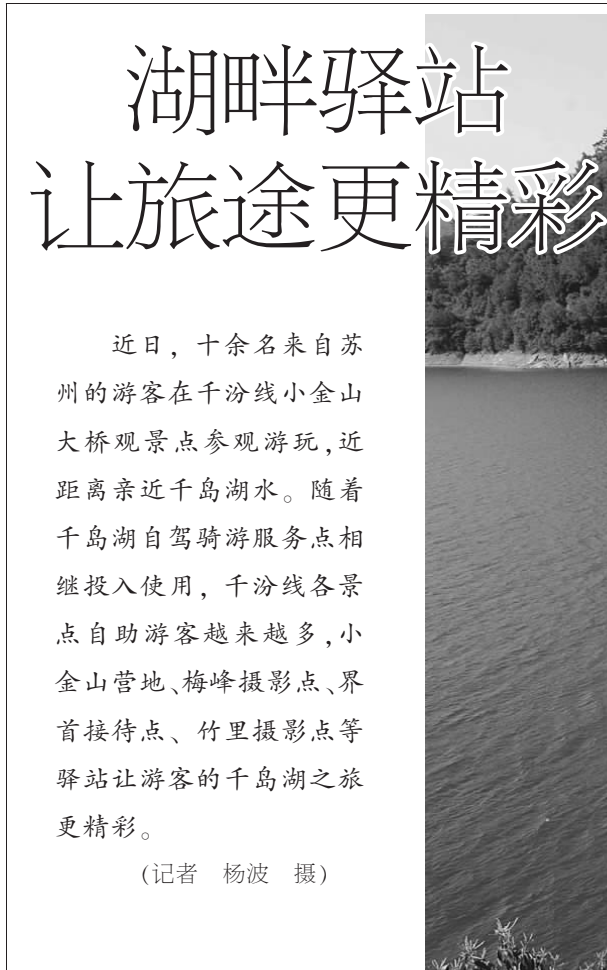 湖畔驿站
让旅途更精彩
近日，十余名来自苏
州的游客在千汾线小金山
大桥观景点参观游玩,近
距离亲近千岛湖水。随着
千岛湖自驾骑游服务点相
继投入使用，千汾线各景
点自助游客越来越多,小
金山营地、梅峰摄影点、界
首接待点、竹里摄影点等
驿站让游客的千岛湖之旅
更精彩。
(记者　杨波　摄)